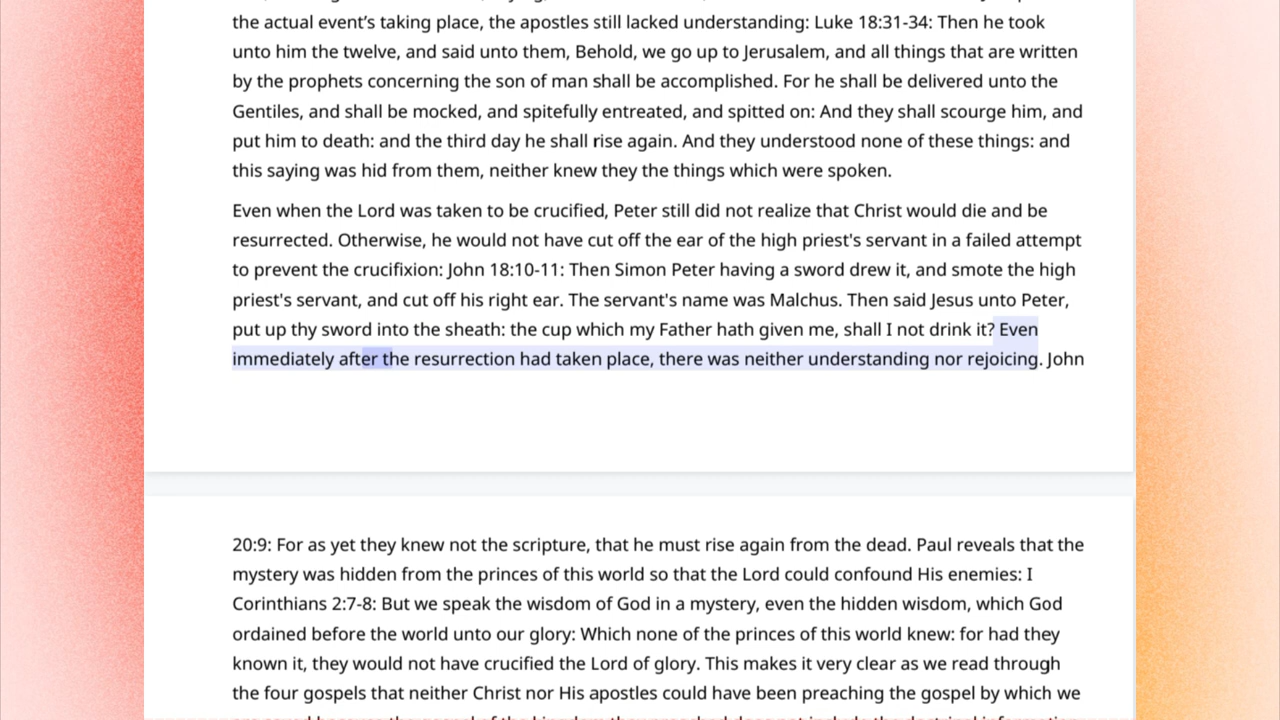 the actual event's taking place, the apostles still lacked understanding: Luke 18:31-34: Then he took
unto him the twelve, and said unto them, Behold, we go up to Jerusalem, and all things that are written
by the prophets concerning the son of man shall be accomplished. For he shall be delivered unto the
Gentiles, and shall be mocked, and spitefully entreated, and spitted on: And they shall scourge him, and
put him to death: and the third day he shall rise again. And they understood none of these things: and
this saying was hid from them, neither knew they the things which were spoken.
Even when the Lord was taken to be crucified, Peter still did not realize that Christ would die and be
resurrected. Otherwise, he would not have cut off the ear of the high priest's servant in a failed attempt
to prevent the crucifixion: John 18:10-11: Then Simon Peter having a sword drew it, and smote the high
priest's servant, and cut off his right ear. The servant's name was Malchus. Then said Jesus unto Peter,
put up thy sword into the sheath: the cup which my Father hath given me, shall I not drink it? Even
immediately after the resurrection had taken place, there was neither understanding nor rejoicing. John
20:9: For as yet they knew not the scripture, that he must rise again from the dead. Paul reveals that the
mystery was hidden from the princes of this world so that the Lord could confound His enemies: I
Corinthians 2:7-8: But we speak the wisdom of God in a mystery, even the hidden wisdom, which God
ordained before the world unto our glory: Which none of the princes of this world knew: for had they
known it, they would not have crucified the Lord of glory. This makes it very clear as we read through
the four gospels that neither Christ nor His apostles could have been preaching the gospel by which we